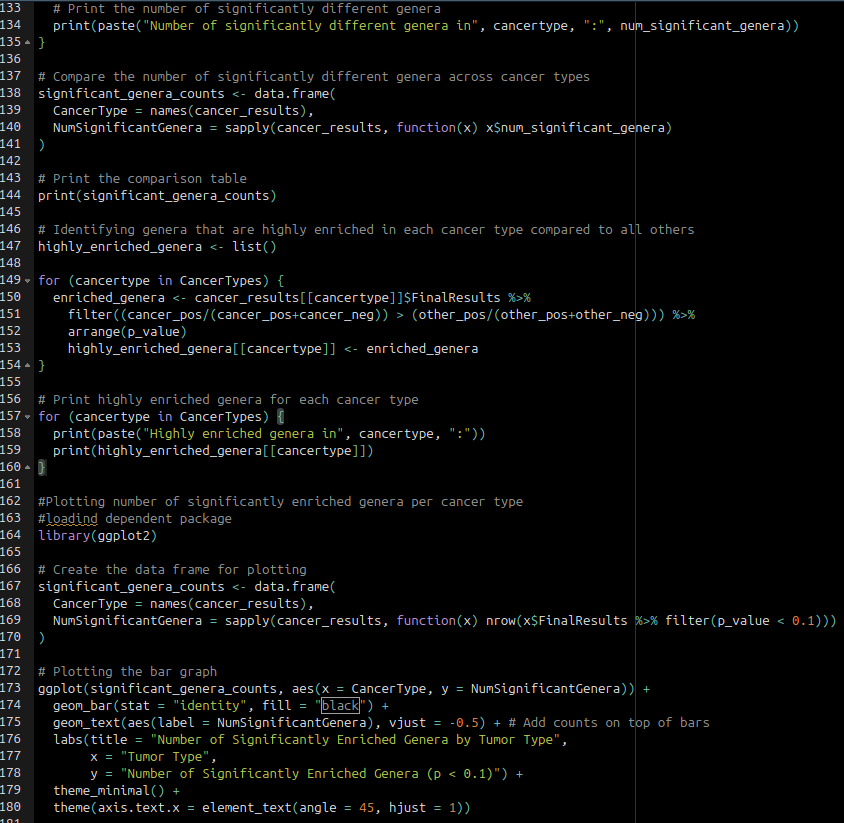 133   # Print the number of significantly different genera
134   print(paste("Number of significantly different genera in", cancertype, ":", num_significant_genera))
135 }
136
137 # Compare the number of significantly different genera across cancer types
138 significant_genera_counts <- data.frame(
139   CancerType = names(cancer_results),
140   NumSignificantGenera = sapply(cancer_results, function(x) x$num_significant_genera)
141 )
142
143 # Print the comparison table
144 print(significant_genera_counts)
145
146 # Identifying genera that are highly enriched in each cancer type compared to all others
147 highly_enriched_genera <- list()
148
149 for (cancertype in CancerTypes) {
150   enriched_genera <- cancer_results[[cancertype]]$FinalResults %>%
151     filter((cancer_pos/(cancer_pos+cancer_neg)) > (other_pos/(other_pos+other_neg))) %>%
152     arrange(p_value)
153     highly_enriched_genera[[cancertype]] <- enriched_genera
154 }
155
156 # Print highly enriched genera for each cancer type
157 for (cancertype in CancerTypes) {
158   print(paste("Highly enriched genera in", cancertype, ":"))
159   print(highly_enriched_genera[[cancertype]])
160 }
161
162 #Plotting number of significantly enriched genera per cancer type
163 #loadind dependent package
164 library(ggplot2)
165
166 # Create the data frame for plotting
167 significant_genera_counts <- data.frame(
168   CancerType = names(cancer_results),
169   NumSignificantGenera = sapply(cancer_results, function(x) nrow(x$FinalResults %>% filter(p_value < 0.1)))
170 )
171
172 # Plotting the bar graph
173 ggplot(significant_genera_counts, aes(x = CancerType, y = NumSignificantGenera)) +
174   geom_bar(stat = "identity", fill = "black") +
175   geom_text(aes(label = NumSignificantGenera), vjust = -0.5) + # Add counts on top of bars
176   labs(title = "Number of Significantly Enriched Genera by Tumor Type",
177        x = "Tumor Type",
178        y = "Number of Significantly Enriched Genera (p < 0.1)") +
179   theme_minimal() +
180   theme(axis.text.x = element_text(angle = 45, hjust = 1))